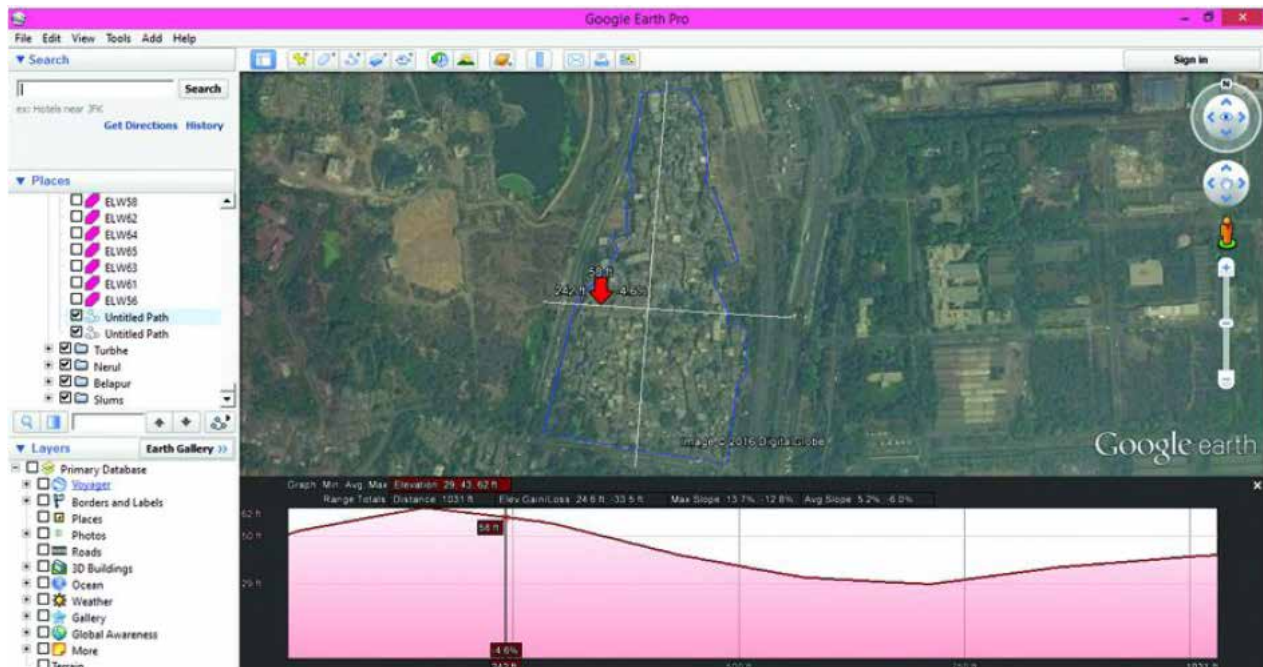 Google Earth Pro
File Edit View Tools Add Help
Search
Search
ex: Hotels near JFK
Get Directions History
Sign in
N
Places
ELW58
ELW62
ELW64
ELW65
ELW63
ELW61
ELW56
Untitled Path
Untitled Path
Turbhe
Nerul
Belapur
Slums
58 ft
242 ft -4.6%
Image © 2016 DigitalGlobe
Google earth
Layers Earth Gallery >>
Primary Database
Voyager
Borders and Labels
Places
Photos
Roads
3D Buildings
Ocean
Weather
Gallery
Global Awareness
More
Terrain
Graph: Min, Avg, Max Elevation: 29, 43, 62 ft
Range Totals: Distance: 1031 ft Elev Gain/Loss: 24.6 ft, -33.5 ft Max Slope: 13.7%, -12.8% Avg Slope: 5.2%, -6.0%
62 ft
50 ft
29 ft
58 ft
-4.6%
242 ft
1031 ft